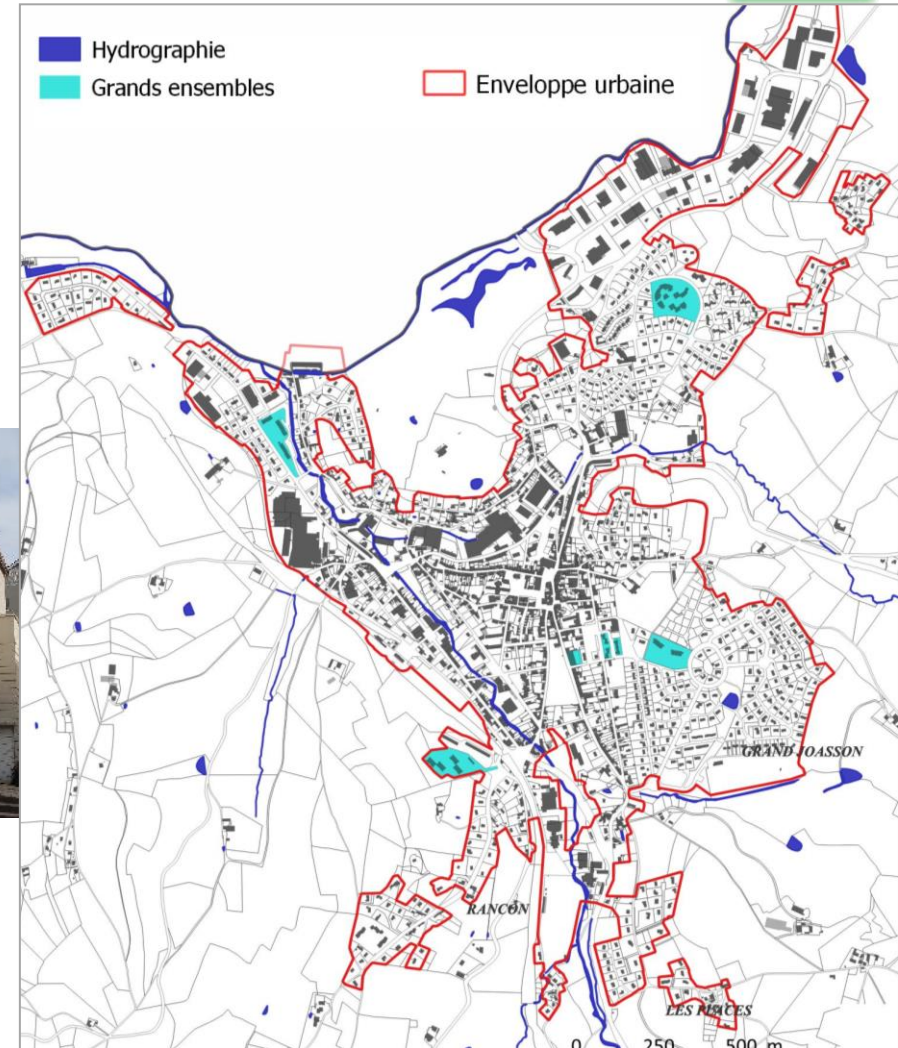 Hydrographie
Grands ensembles
Enveloppe urbaine
GRAND JOASSON
RANCON
LES PLACES
0 250 500 m